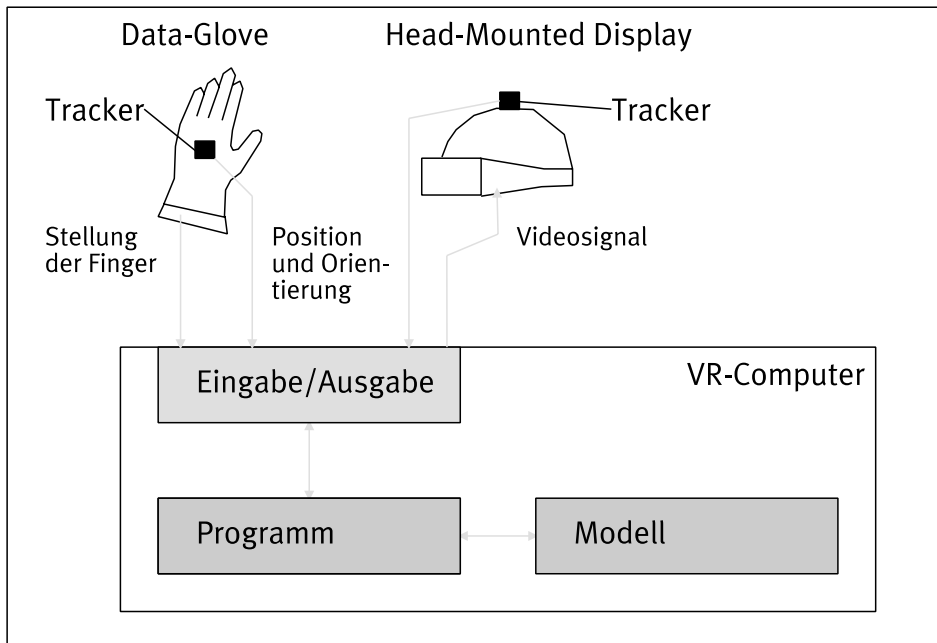 Data-Glove
Head-Mounted Display
Tracker
Tracker
Stellung
der Finger
Position
und Orien-
tierung
Videosignal
Eingabe/Ausgabe
VR-Computer
Programm
Modell